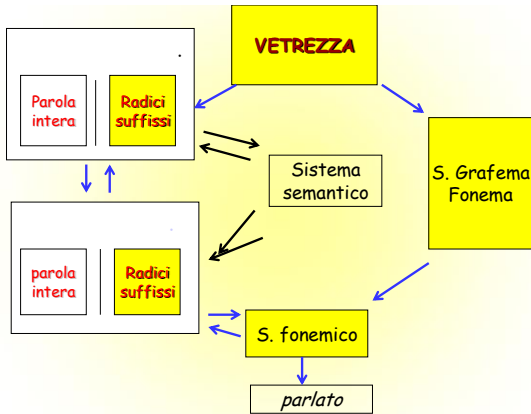 VETREZZA
Parola
intera
Radici
suffissi
Sistema
semantico
S. Grafema
Fonema
parola
intera
Radici
suffissi
S. fonemico
parlato